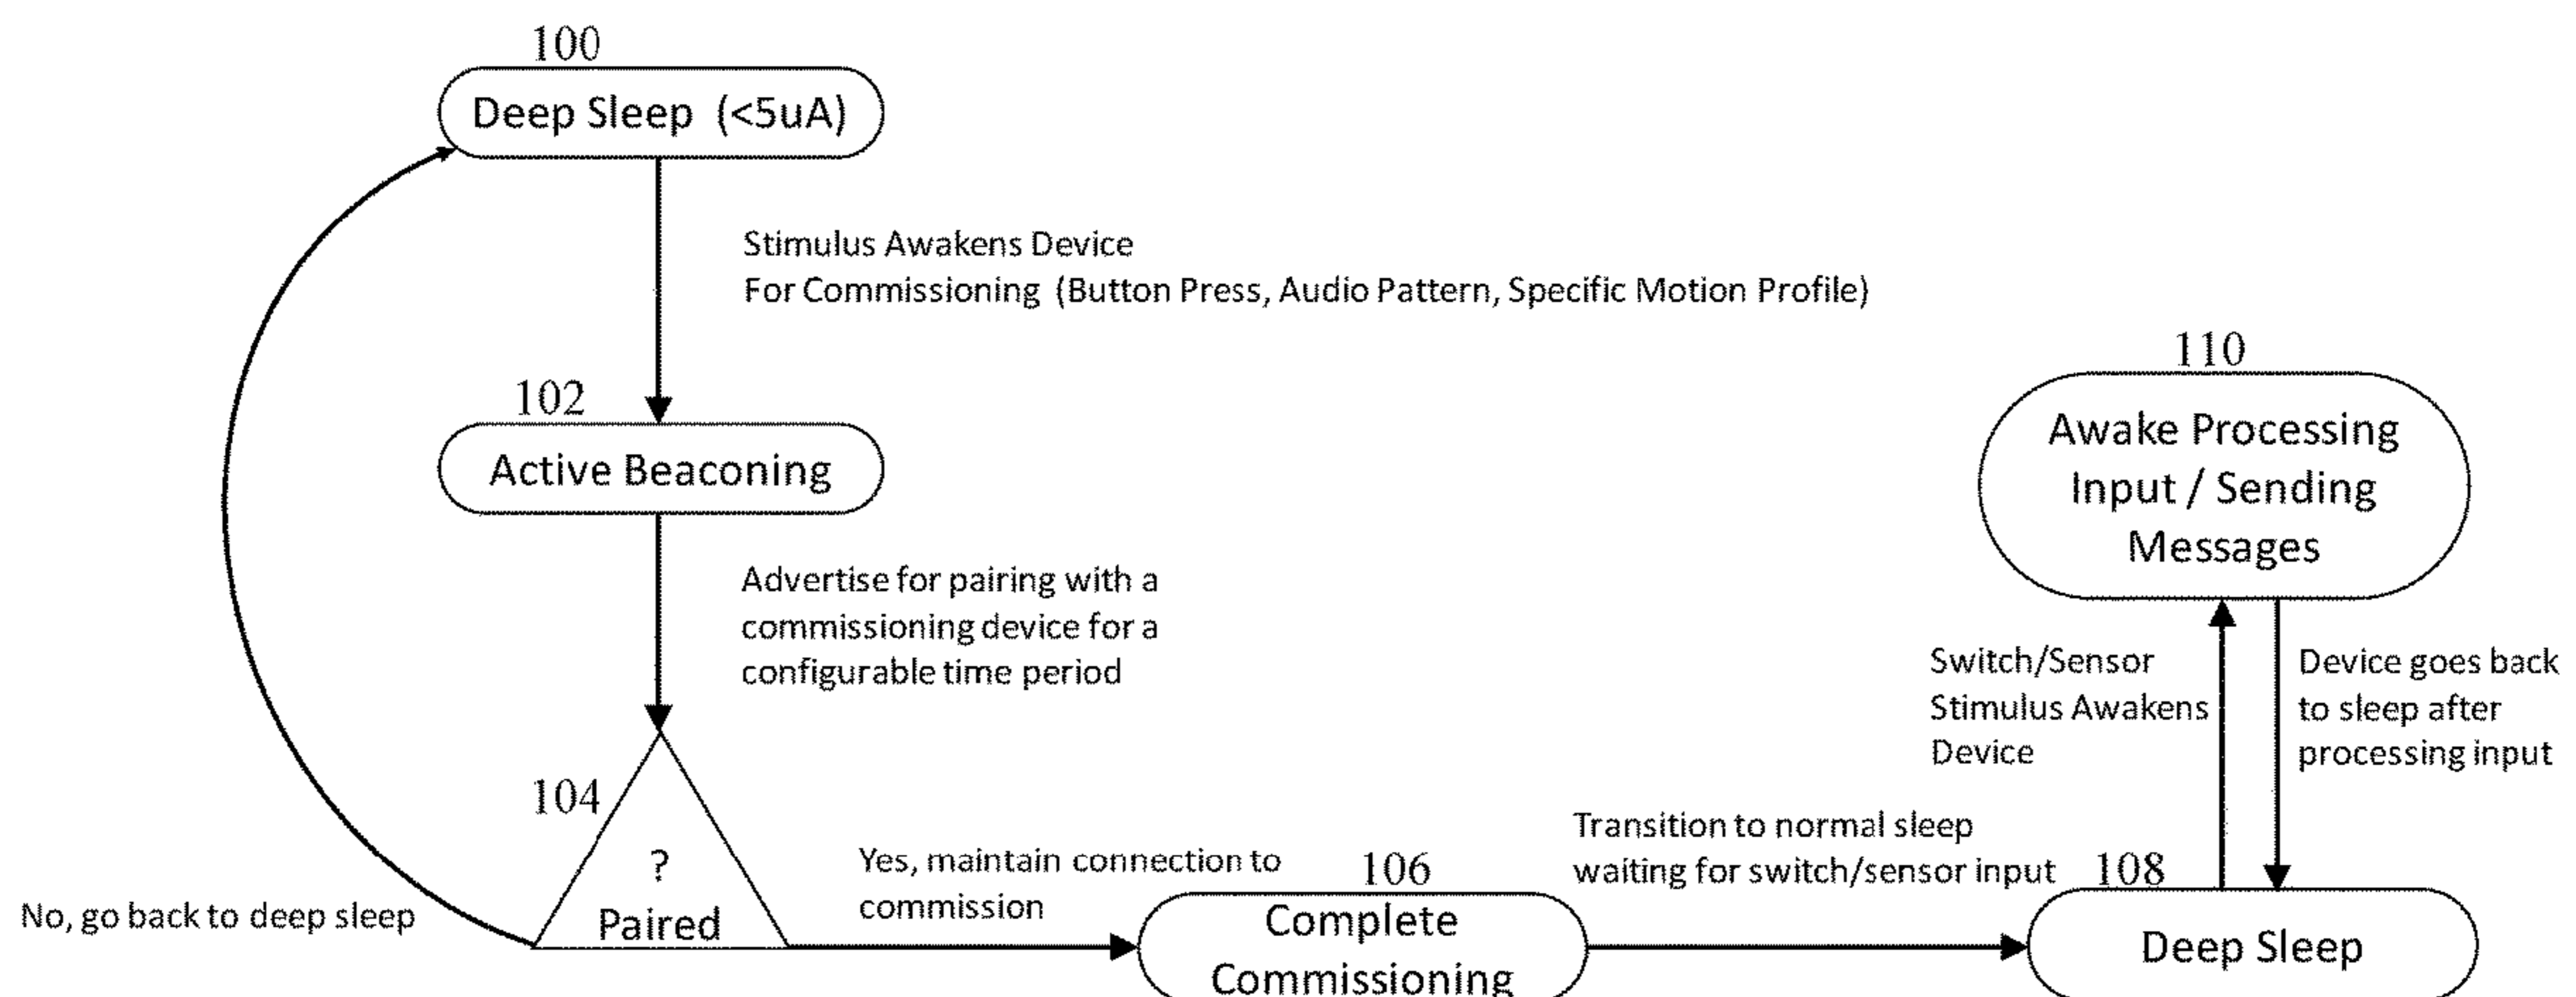 100
Deep Sleep (<5uA)
Stimulus Awakens Device
For Commissioning (Button Press, Audio Pattern, Specific Motion Profile)
102
Active Beaconing
Advertise for pairing with a
commissioning device for a
configurable time period
104
?
Paired
No, go back to deep sleep
Yes, maintain connection to
commission
106
Complete
Commissioning
Transition to normal sleep
waiting for switch/sensor input
108
Deep Sleep
Switch/Sensor
Stimulus Awakens
Device
Device goes back
to sleep after
processing input
110
Awake Processing
Input / Sending
Messages